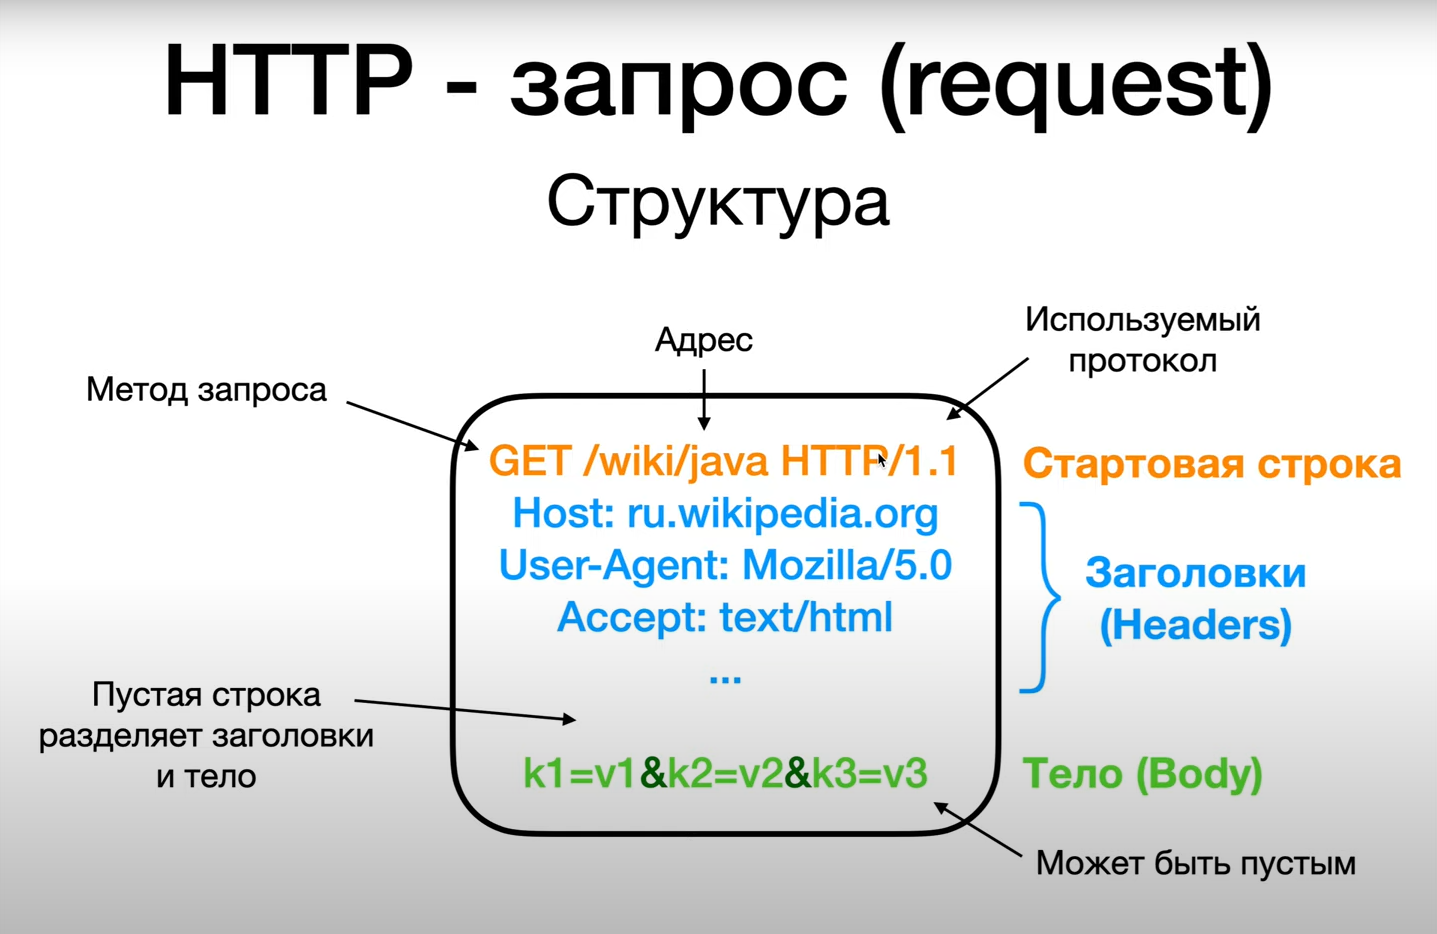 HTTP - запрос (request)
Структура
Адрес
Используемый
протокол
Метод запроса
GET /wiki/java HTTP/1.1
Стартовая строка
Host: ru.wikipedia.org
User-Agent: Mozilla/5.0
Accept: text/html
...
Заголовки
(Headers)
Пустая строка
разделяет заголовки
и тело
k1=v1&k2=v2&k3=v3
Тело (Body)
Может быть пустым